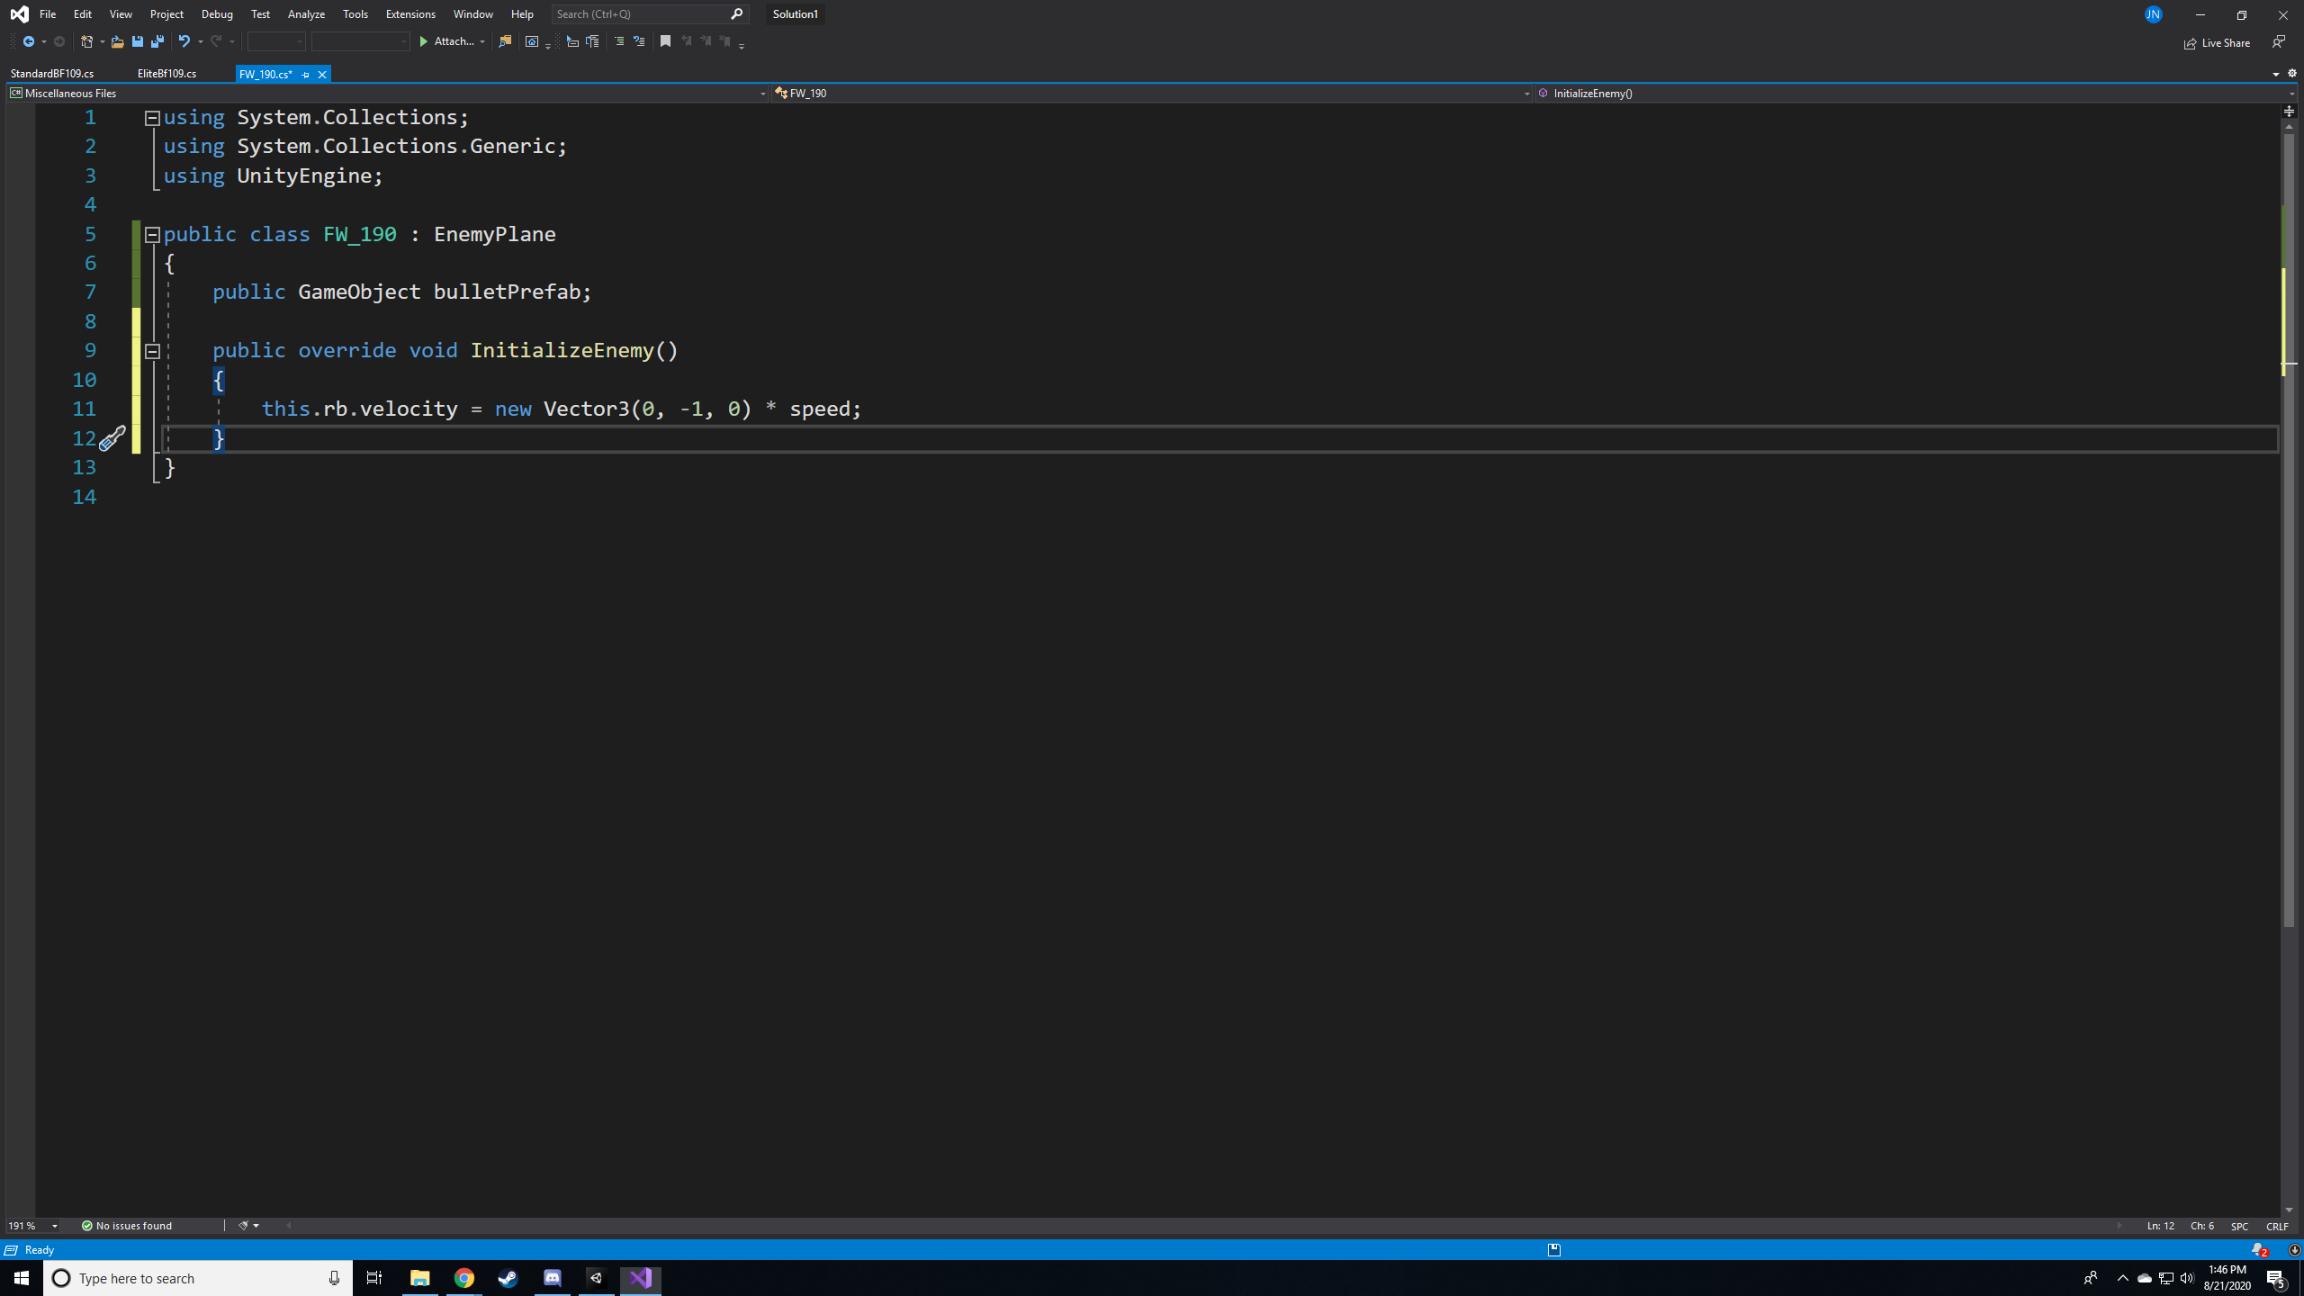 File Edit View Project Debug Test Analyze Tools Extensions Window Help Search (Ctrl+Q) Solution1 JN
Attach... Live Share
StandardBF109.cs EliteBf109.cs FW_190.cs*
Miscellaneous Files FW_190 InitializeEnemy()
1 using System.Collections;
2 using System.Collections.Generic;
3 using UnityEngine;
4
5 public class FW_190 : EnemyPlane
6 {
7 public GameObject bulletPrefab;
8
9 public override void InitializeEnemy()
10 {
11 this.rb.velocity = new Vector3(0, -1, 0) * speed;
12 }
13 }
14
191 % No issues found Ln: 12 Ch: 6 SPC CRLF
Ready 2
Type here to search 1:46 PM
8/21/2020 5